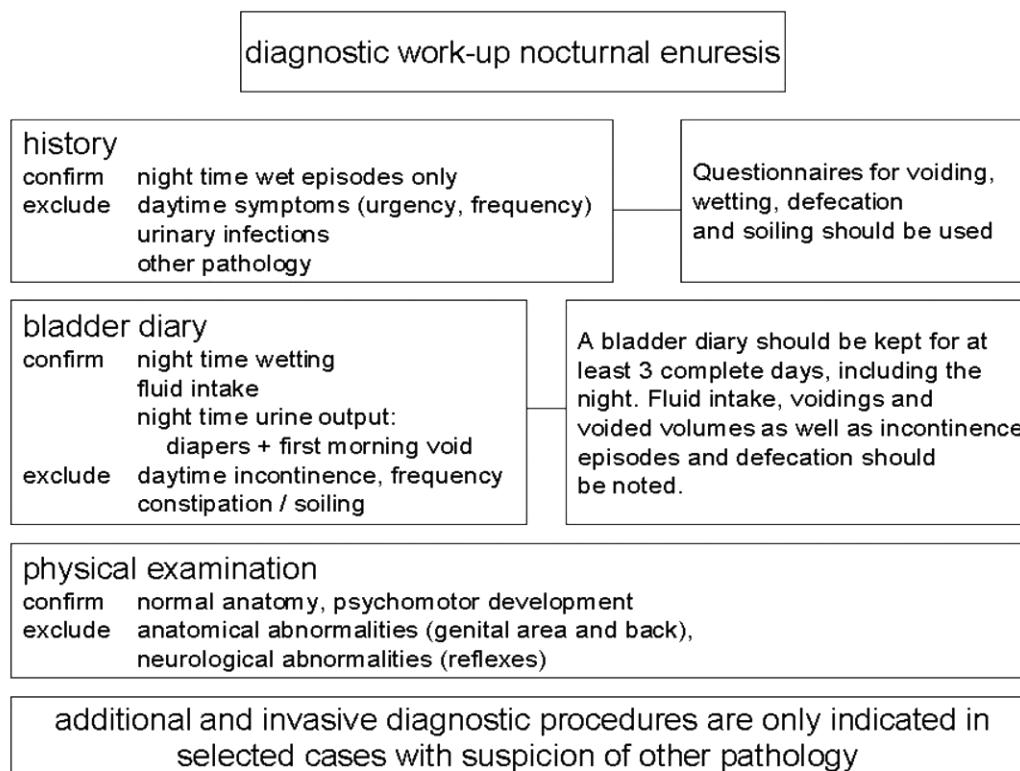 diagnostic work-up nocturnal enuresis
history
confirm night time wet episodes only
exclude daytime symptoms (urgency, frequency)
urinary infections
other pathology
Questionnaires for voiding,
wetting, defecation
and soiling should be used
bladder diary
confirm night time wetting
fluid intake
night time urine output:
diapers + first morning void
exclude daytime incontinence, frequency
constipation / soiling
A bladder diary should be kept for at
least 3 complete days, including the
night. Fluid intake, voidings and
voided volumes as well as incontinence
episodes and defecation should
be noted.
physical examination
confirm normal anatomy, psychomotor development
exclude anatomical abnormalities (genital area and back),
neurological abnormalities (reflexes)
additional and invasive diagnostic procedures are only indicated in
selected cases with suspicion of other pathology